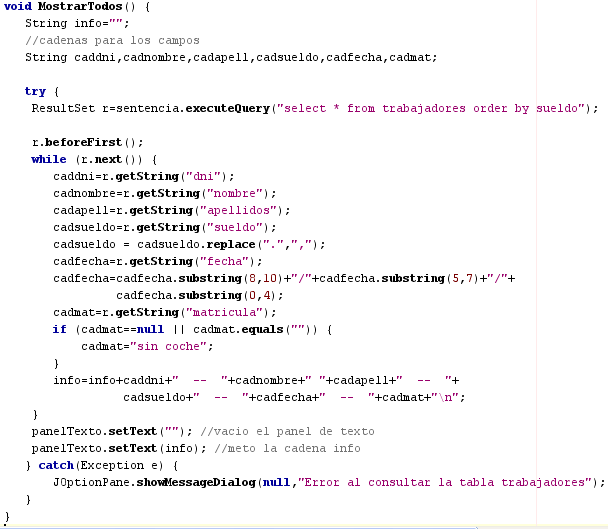 void MostrarTodos() {
String info="";
//cadenas para los campos
String caddni,cadnombre,cadapell,cadsueldo,cadfecha,cadmat;
try {
ResultSet r=sentencia.executeQuery("select * from trabajadores order by sueldo");
r.beforeFirst();
while (r.next()) {
caddni=r.getString("dni");
cadnombre=r.getString("nombre");
cadapell=r.getString("apellidos");
cadsueldo=r.getString("sueldo");
cadsueldo = cadsueldo.replace(".",",");
cadfecha=r.getString("fecha");
cadfecha=cadfecha.substring(8,10)+"/"+cadfecha.substring(5,7)+"/"+
cadfecha.substring(0,4);
cadmat=r.getString("matricula");
if (cadmat==null || cadmat.equals("")) {
cadmat="sin coche";
}
info=info+caddni+"  --  "+cadnombre+" "+cadapell+"  --  "+
cadsueldo+"  --  "+cadfecha+"  --  "+cadmat+"\n";
}
panelTexto.setText(""); //vacio el panel de texto
panelTexto.setText(info); //meto la cadena info
} catch(Exception e) {
JOptionPane.showMessageDialog(null,"Error al consultar la tabla trabajadores");
}
}